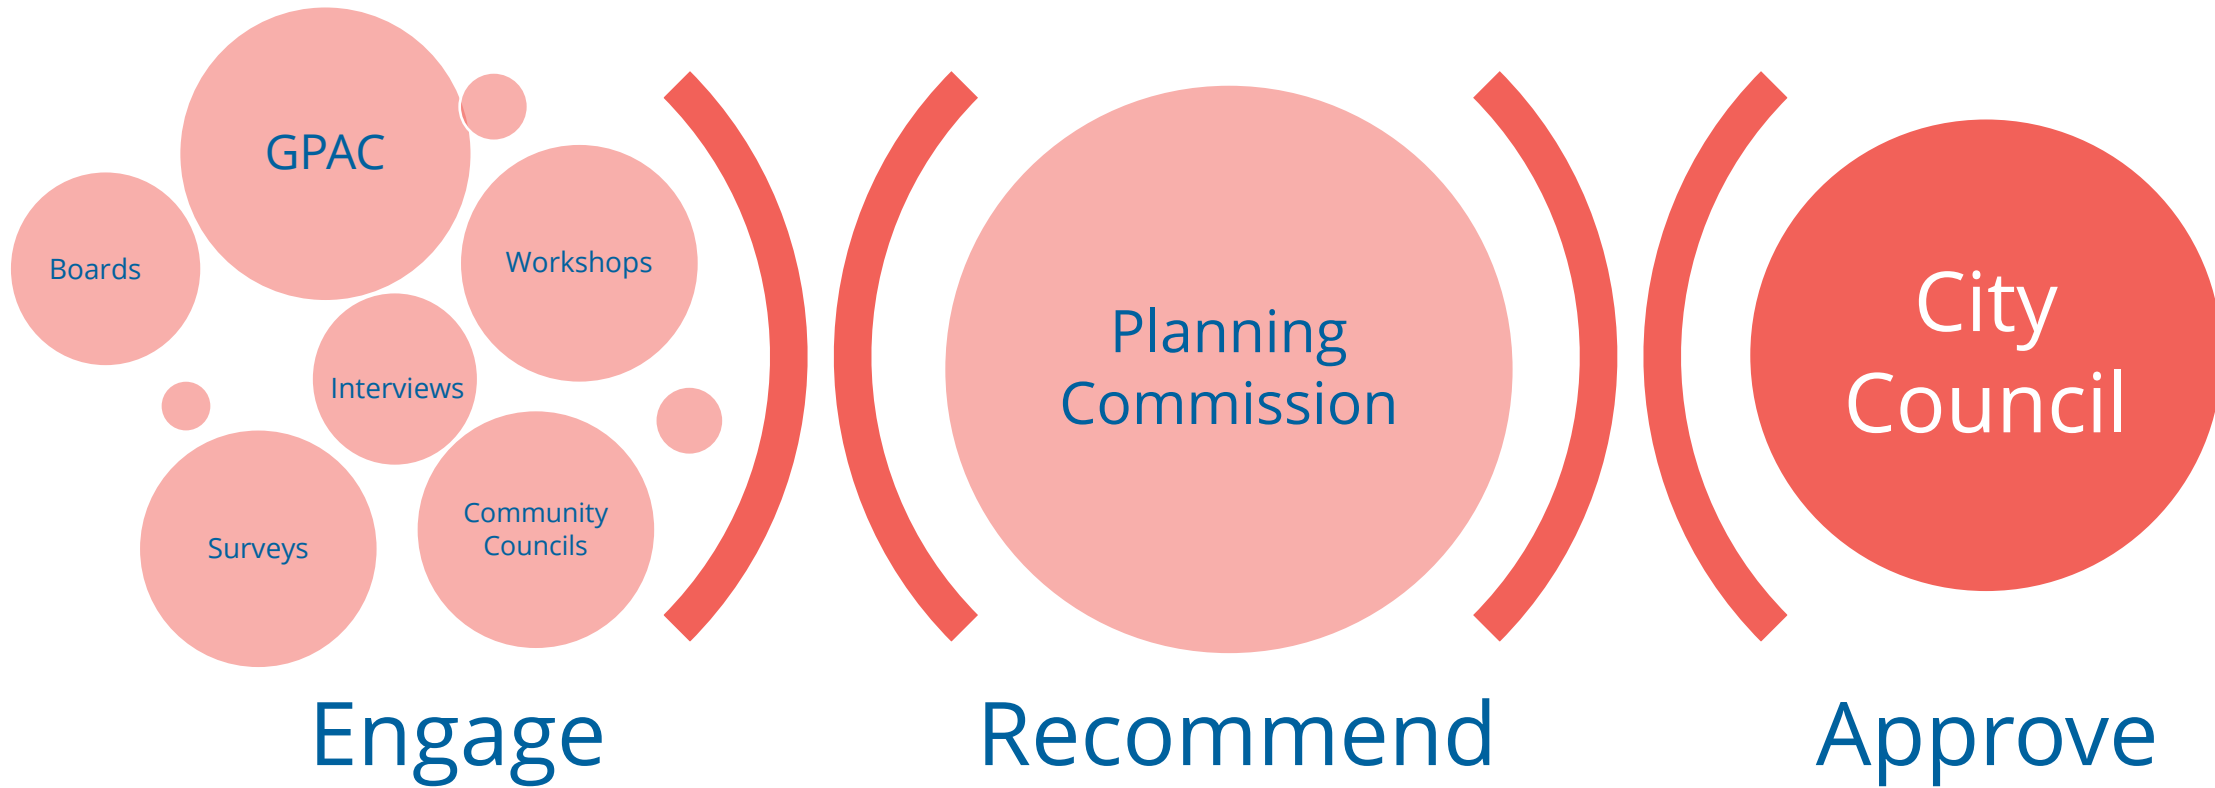 GPAC
Boards
Workshops
Interviews
Surveys
Community
Councils
Engage
Planning
Commission
Recommend
City
Council
Approve